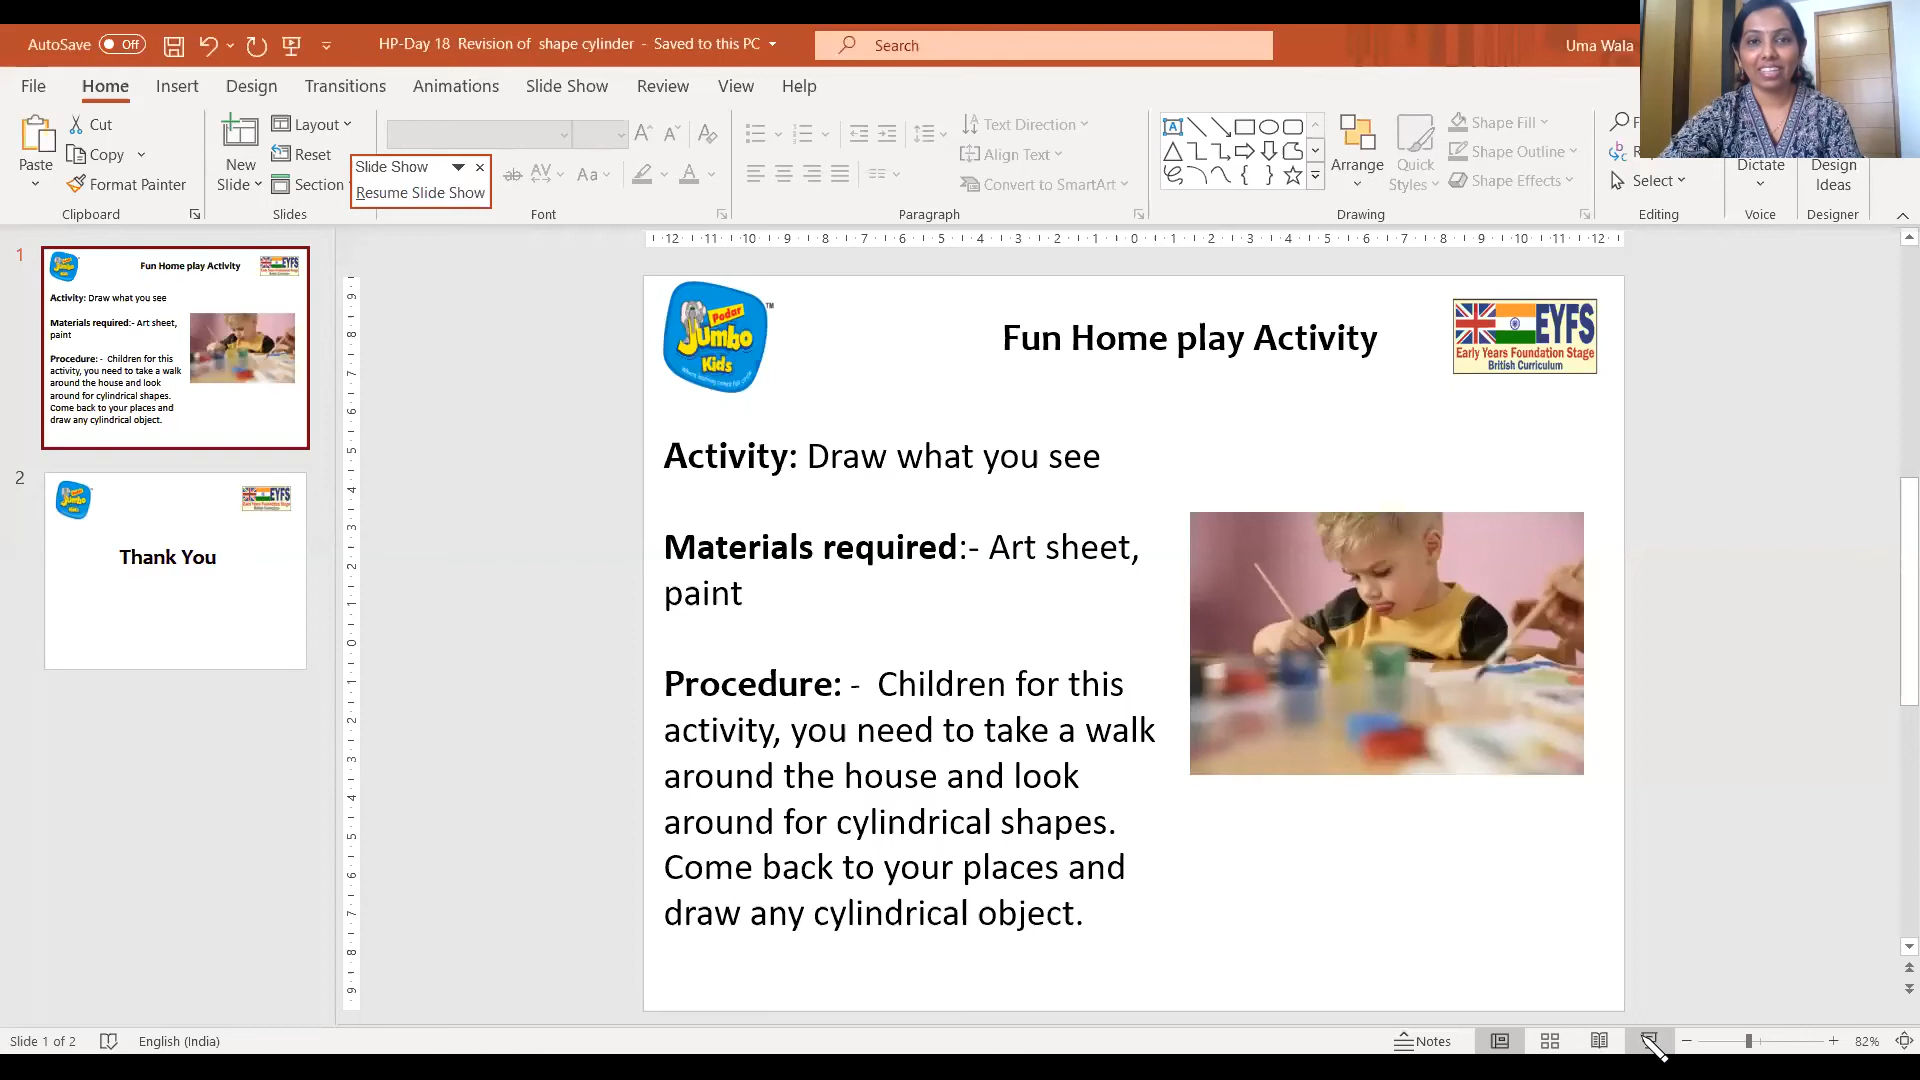 AutoSave Off
HP-Day 18 Revision of shape cylinder - Saved to this PC
Search
Uma Wala
File Home Insert Design Transitions Animations Slide Show Review View Help
Paste
Cut
Copy
Format Painter
Clipboard
New Slide
Layout
Reset
Section
Slides
Slide Show
Resume Slide Show
Font
Text Direction
Align Text
Convert to SmartArt
Paragraph
Arrange
Quick Styles
Shape Fill
Shape Outline
Shape Effects
Drawing
Select
Editing
Dictate
Voice
Design Ideas
Designer
1
Fun Home play Activity
Activity: Draw what you see
Materials required:- Art sheet,
paint
Procedure: - Children for this
activity, you need to take a walk
around the house and look
around for cylindrical shapes.
Come back to your places and
draw any cylindrical object.
2
Thank You
Podar
Jumbo
Kids
Fun Home play Activity
EYFS
Early Years Foundation Stage
British Curriculum
Activity: Draw what you see
Materials required:- Art sheet,
paint
Procedure: - Children for this
activity, you need to take a walk
around the house and look
around for cylindrical shapes.
Come back to your places and
draw any cylindrical object.
Slide 1 of 2
English (India)
Notes
82%